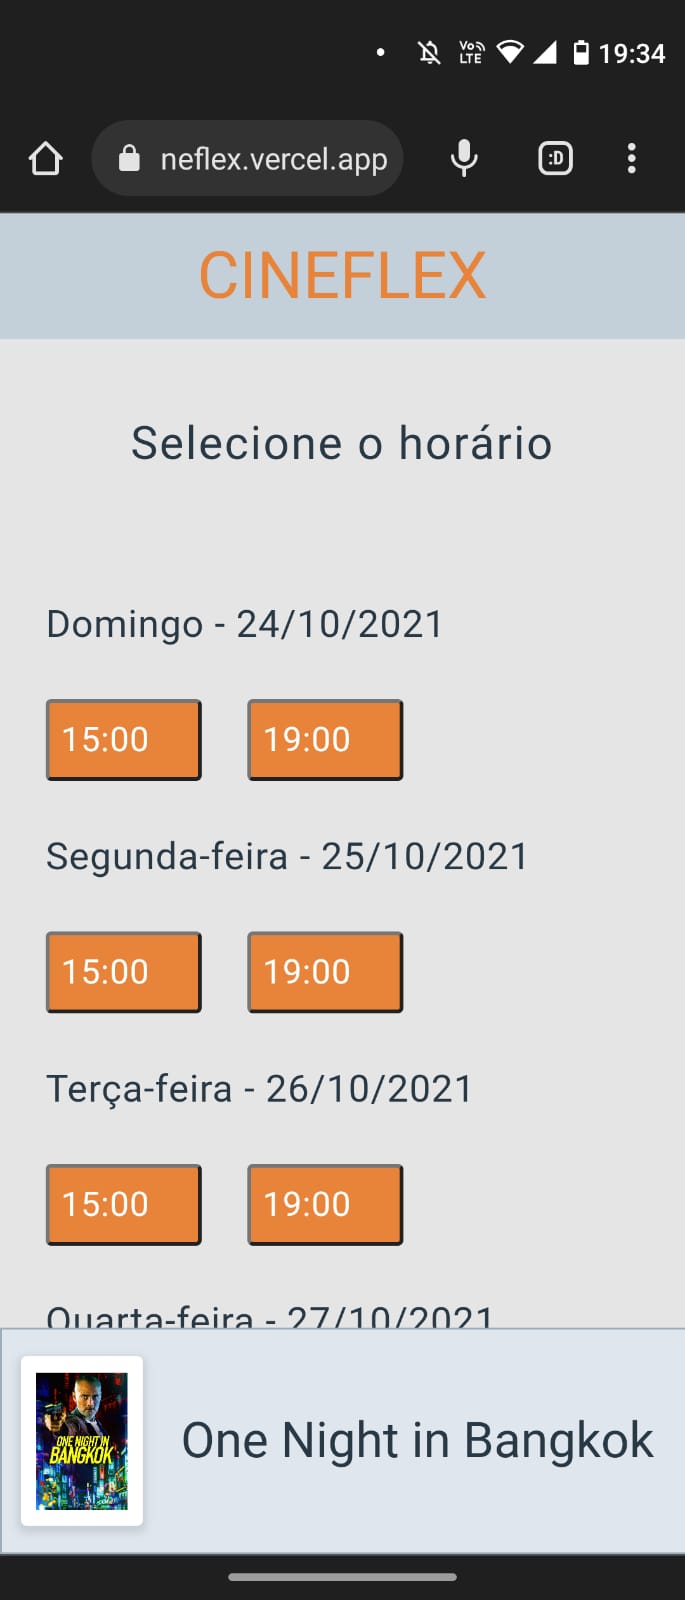 Vo
LTE
19:34
neflex.vercel.app
:D
CINEFLEX
Selecione o horário
Domingo - 24/10/2021
15:00 19:00
Segunda-feira - 25/10/2021
15:00 19:00
Terça-feira - 26/10/2021
15:00 19:00
Quarta-feira - 27/10/2021
ONE NIGHT IN
BANGKOK
One Night in Bangkok